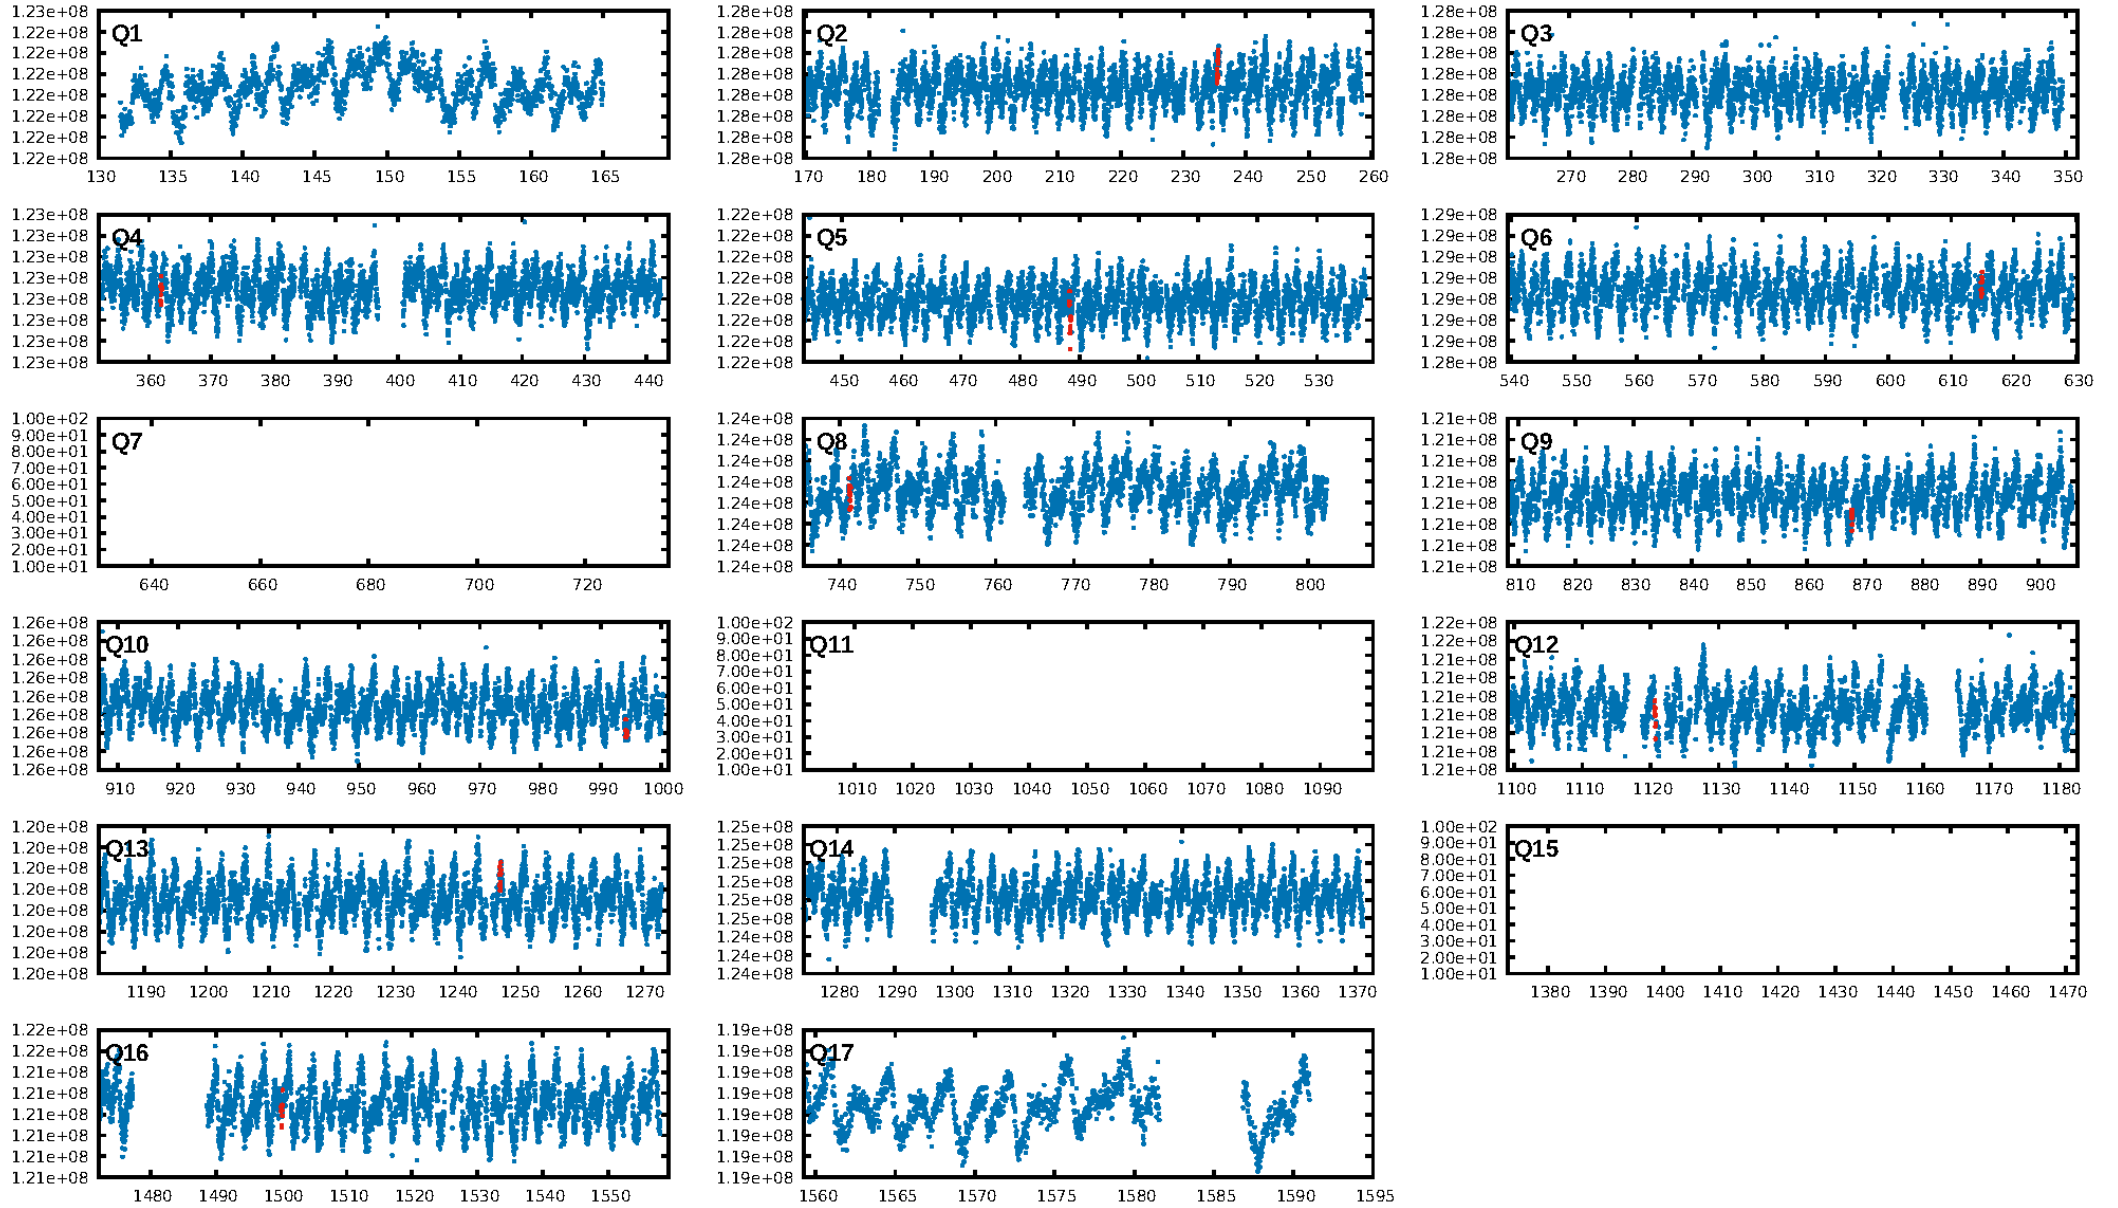 Q1
1.23e+08
1.22e+08
1.22e+08
1.22e+08
1.22e+08
1.22e+08
1.22e+08
1.22e+08
130 135 140 145 150 155 160 165
Q2
1.28e+08
1.28e+08
1.28e+08
1.28e+08
1.28e+08
1.28e+08
1.28e+08
1.28e+08
170 180 190 200 210 220 230 240 250 260
Q3
1.28e+08
1.28e+08
1.28e+08
1.28e+08
1.28e+08
1.28e+08
1.28e+08
1.28e+08
270 280 290 300 310 320 330 340 350
Q4
1.23e+08
1.23e+08
1.23e+08
1.23e+08
1.23e+08
1.23e+08
1.23e+08
1.23e+08
360 370 380 390 400 410 420 430 440
Q5
1.22e+08
1.22e+08
1.22e+08
1.22e+08
1.22e+08
1.22e+08
1.22e+08
1.22e+08
450 460 470 480 490 500 510 520 530
Q6
1.29e+08
1.29e+08
1.29e+08
1.29e+08
1.29e+08
1.29e+08
1.29e+08
1.28e+08
540 550 560 570 580 590 600 610 620 630
Q7
1.00e+02
9.00e+01
8.00e+01
7.00e+01
6.00e+01
5.00e+01
4.00e+01
3.00e+01
2.00e+01
1.00e+01
640 660 680 700 720
Q8
1.24e+08
1.24e+08
1.24e+08
1.24e+08
1.24e+08
1.24e+08
1.24e+08
1.24e+08
740 750 760 770 780 790 800
Q9
1.21e+08
1.21e+08
1.21e+08
1.21e+08
1.21e+08
1.21e+08
1.21e+08
1.21e+08
810 820 830 840 850 860 870 880 890 900
Q10
1.26e+08
1.26e+08
1.26e+08
1.26e+08
1.26e+08
1.26e+08
1.26e+08
1.26e+08
1.26e+08
910 920 930 940 950 960 970 980 990 1000
Q11
1.00e+02
9.00e+01
8.00e+01
7.00e+01
6.00e+01
5.00e+01
4.00e+01
3.00e+01
2.00e+01
1.00e+01
1010 1020 1030 1040 1050 1060 1070 1080 1090
Q12
1.22e+08
1.22e+08
1.21e+08
1.21e+08
1.21e+08
1.21e+08
1.21e+08
1.21e+08
1.21e+08
1100 1110 1120 1130 1140 1150 1160 1170 1180
Q13
1.20e+08
1.20e+08
1.20e+08
1.20e+08
1.20e+08
1.20e+08
1.20e+08
1.20e+08
1190 1200 1210 1220 1230 1240 1250 1260 1270
Q14
1.25e+08
1.25e+08
1.25e+08
1.25e+08
1.25e+08
1.25e+08
1.24e+08
1.24e+08
1.24e+08
1280 1290 1300 1310 1320 1330 1340 1350 1360 1370
Q15
1.00e+02
9.00e+01
8.00e+01
7.00e+01
6.00e+01
5.00e+01
4.00e+01
3.00e+01
2.00e+01
1.00e+01
1380 1390 1400 1410 1420 1430 1440 1450 1460 1470
Q16
1.22e+08
1.22e+08
1.21e+08
1.21e+08
1.21e+08
1.21e+08
1.21e+08
1.21e+08
1480 1490 1500 1510 1520 1530 1540 1550
Q17
1.19e+08
1.19e+08
1.19e+08
1.19e+08
1.19e+08
1.19e+08
1.19e+08
1.19e+08
1560 1565 1570 1575 1580 1585 1590 1595